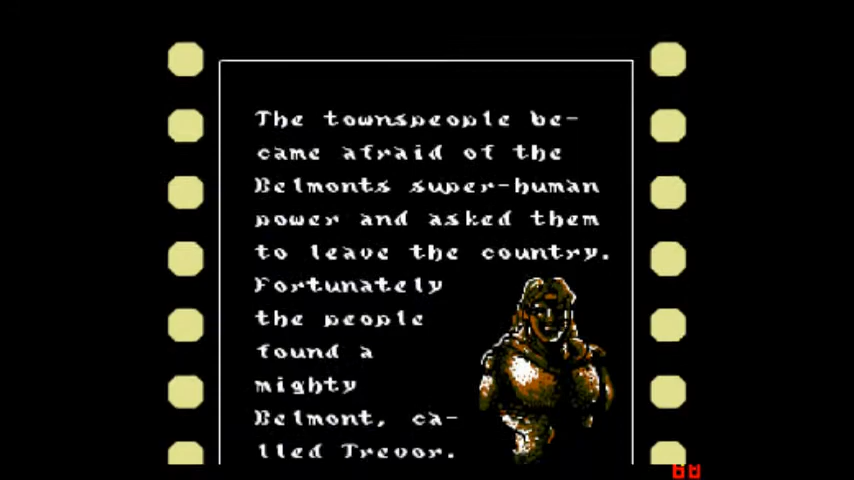 The townspeople be-
came afraid of the
Belmonts super-human
power and asked them
to leave the country.
Fortunately
the people
found a
mighty
Belmont, ca-
lled Trevor.
60